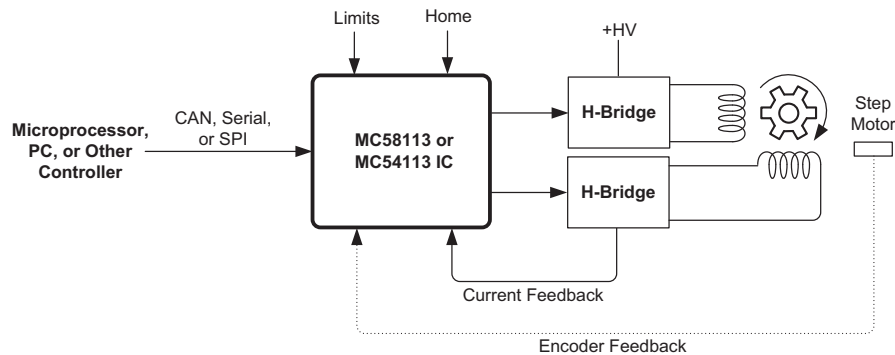 Limits
Home
+HV
Microprocessor,
PC, or Other
Controller
CAN, Serial,
or SPI
MC58113 or
MC54113 IC
H-Bridge
H-Bridge
Step
Motor
Current Feedback
Encoder Feedback